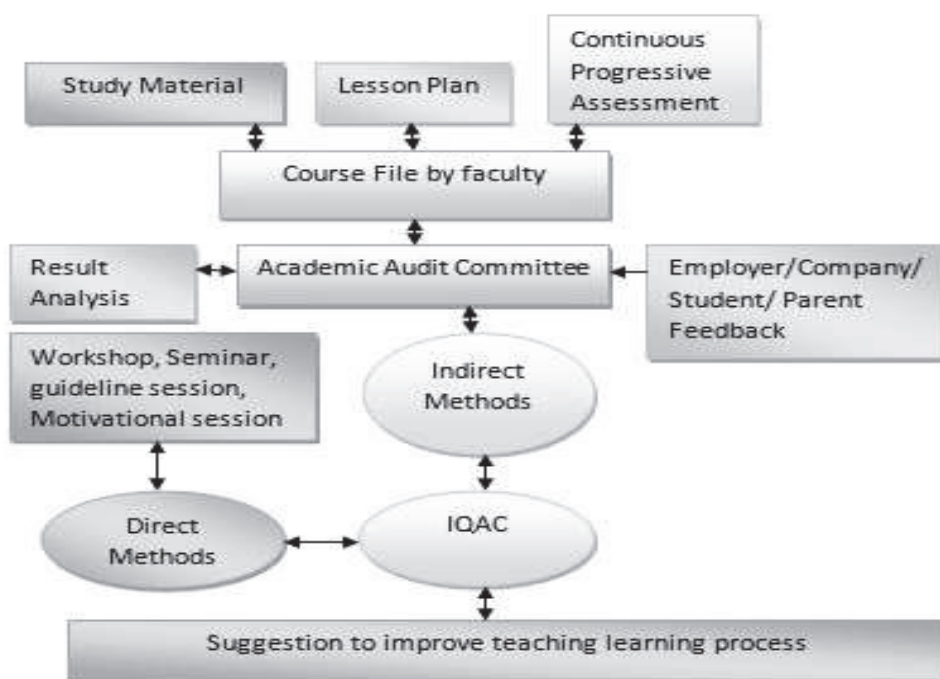 Study Material
Lesson Plan
Continuous
Progressive
Assessment
Course File by faculty
Result
Analysis
Academic Audit Committee
Employer/Company/
Student/ Parent
Feedback
Workshop, Seminar,
guideline session,
Motivational session
Indirect
Methods
Direct
Methods
IQAC
Suggestion to improve teaching learning process